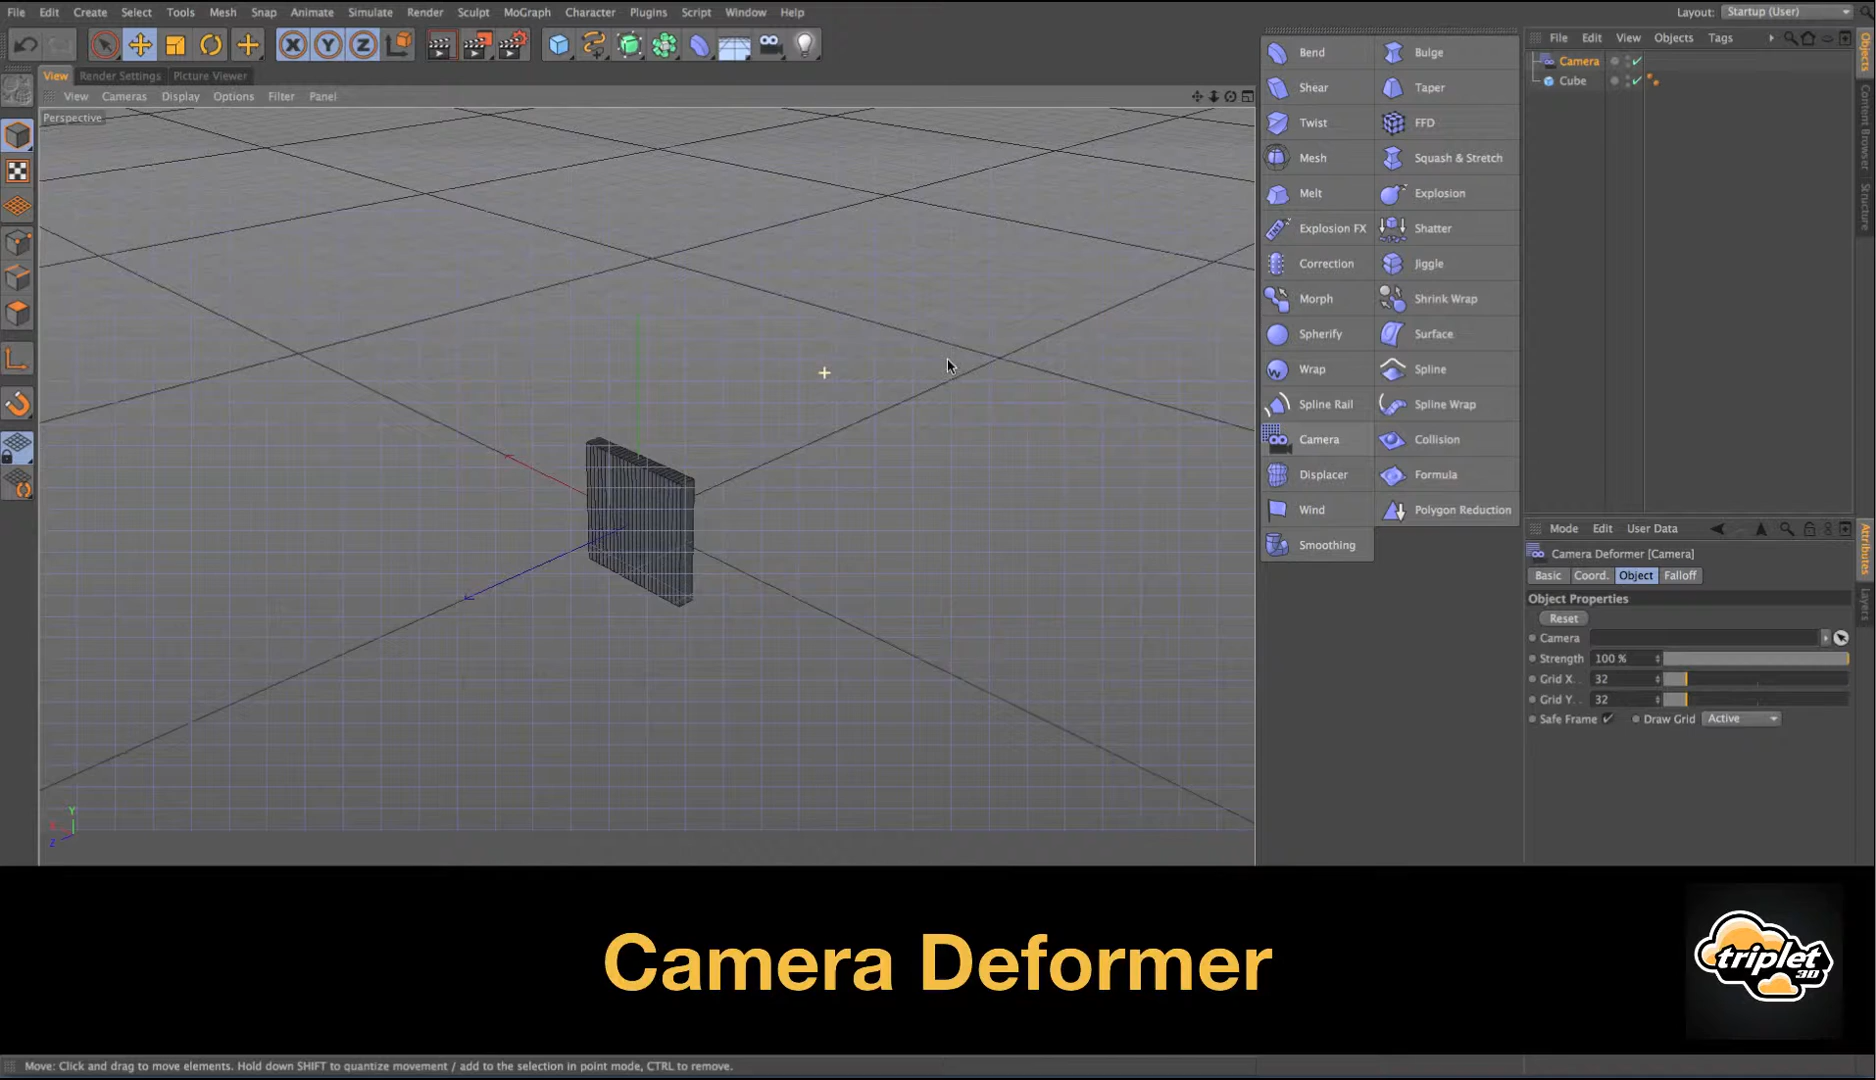 File Edit Create Select Tools Mesh Snap Animate Simulate Render Sculpt MoGraph Character Plugins Script Window Help
Layout: Startup (User)
X Y Z
View Render Settings Picture Viewer
View Cameras Display Options Filter Panel
Perspective
Bend Bulge
Shear Taper
Twist FFD
Mesh Squash & Stretch
Melt Explosion
Explosion FX Shatter
Correction Jiggle
Morph Shrink Wrap
Spherify Surface
Wrap Spline
Spline Rail Spline Wrap
Camera Collision
Displacer Formula
Wind Polygon Reduction
Smoothing
File Edit View Objects Tags
Camera
Cube
Objects
Content Browser
Structure
Mode Edit User Data
Camera Deformer [Camera]
Basic Coord. Object Falloff
Object Properties
Reset
Camera
Strength 100 %
Grid X. . 32
Grid Y. . 32
Safe Frame Draw Grid Active
Attributes
Layers
Y
X
Z
Camera Deformer
triplet
3D
Move: Click and drag to move elements. Hold down SHIFT to quantize movement / add to the selection in point mode, CTRL to remove.